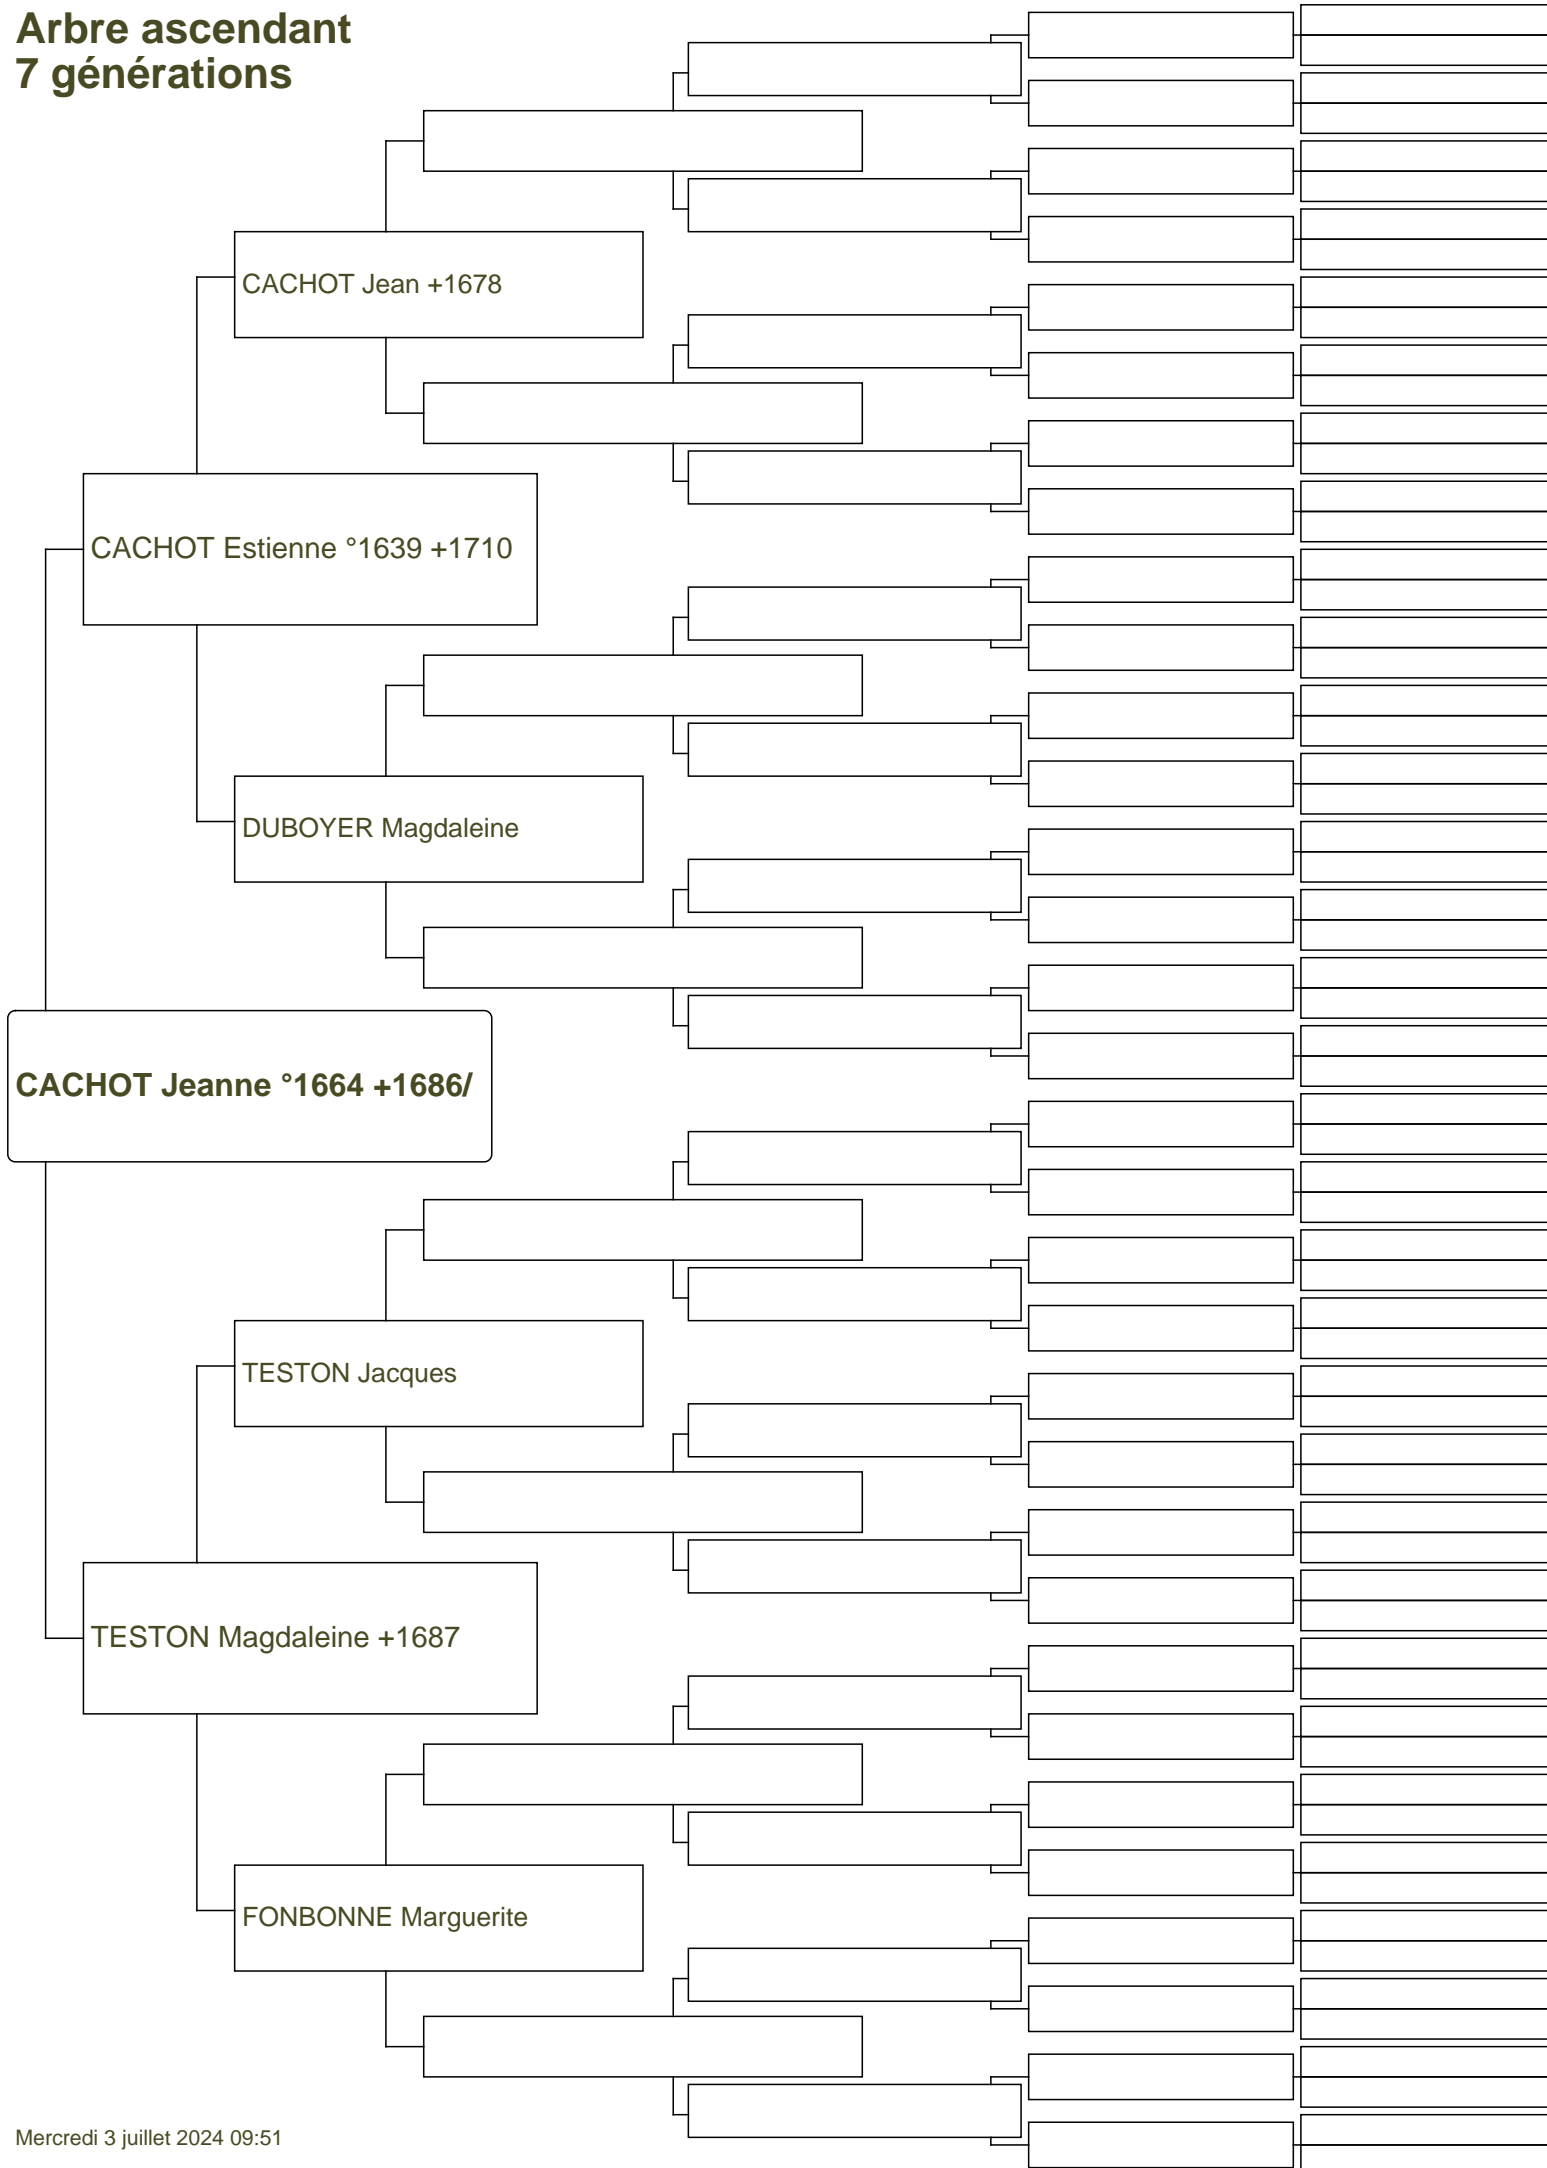 Arbre ascendant
7 générations
CACHOT Jean +1678
CACHOT Estienne °1639 +1710
DUBOYER Magdaleine
CACHOT Jeanne °1664 +1686/
TESTON Jacques
TESTON Magdaleine +1687
FONBONNE Marguerite
Mercredi 3 juillet 2024 09:51